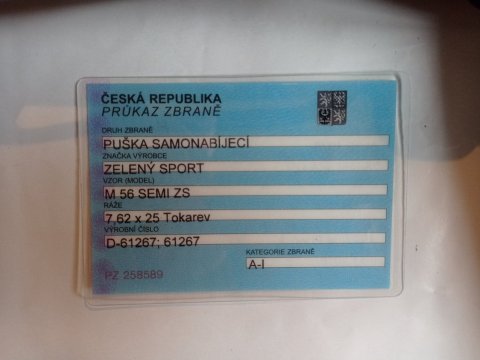 ČESKÁ REPUBLIKA
PRŮKAZ ZBRANĚ
DRUH ZBRANĚ
PUŠKA SAMONABÍJECÍ
ZNAČKA VÝROBCE
ZELENÝ SPORT
VZOR (MODEL)
M 56 SEMI ZS
RÁŽE
7,62 x 25 Tokarev
VÝROBNÍ ČÍSLO
D-61267; 61267
KATEGORIE ZBRANĚ
A-I
PZ 258589